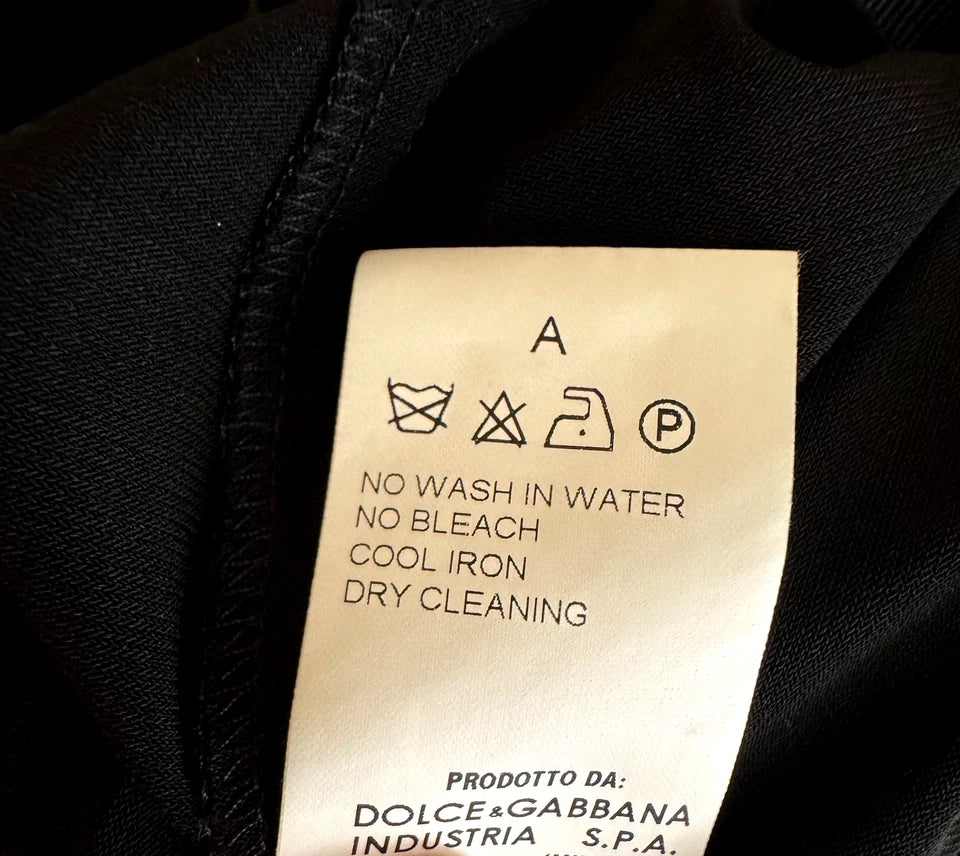 A
P
NO WASH IN WATER
NO BLEACH
COOL IRON
DRY CLEANING
PRODOTTO DA:
DOLCE&GABBANA
INDUSTRIA S.P.A.